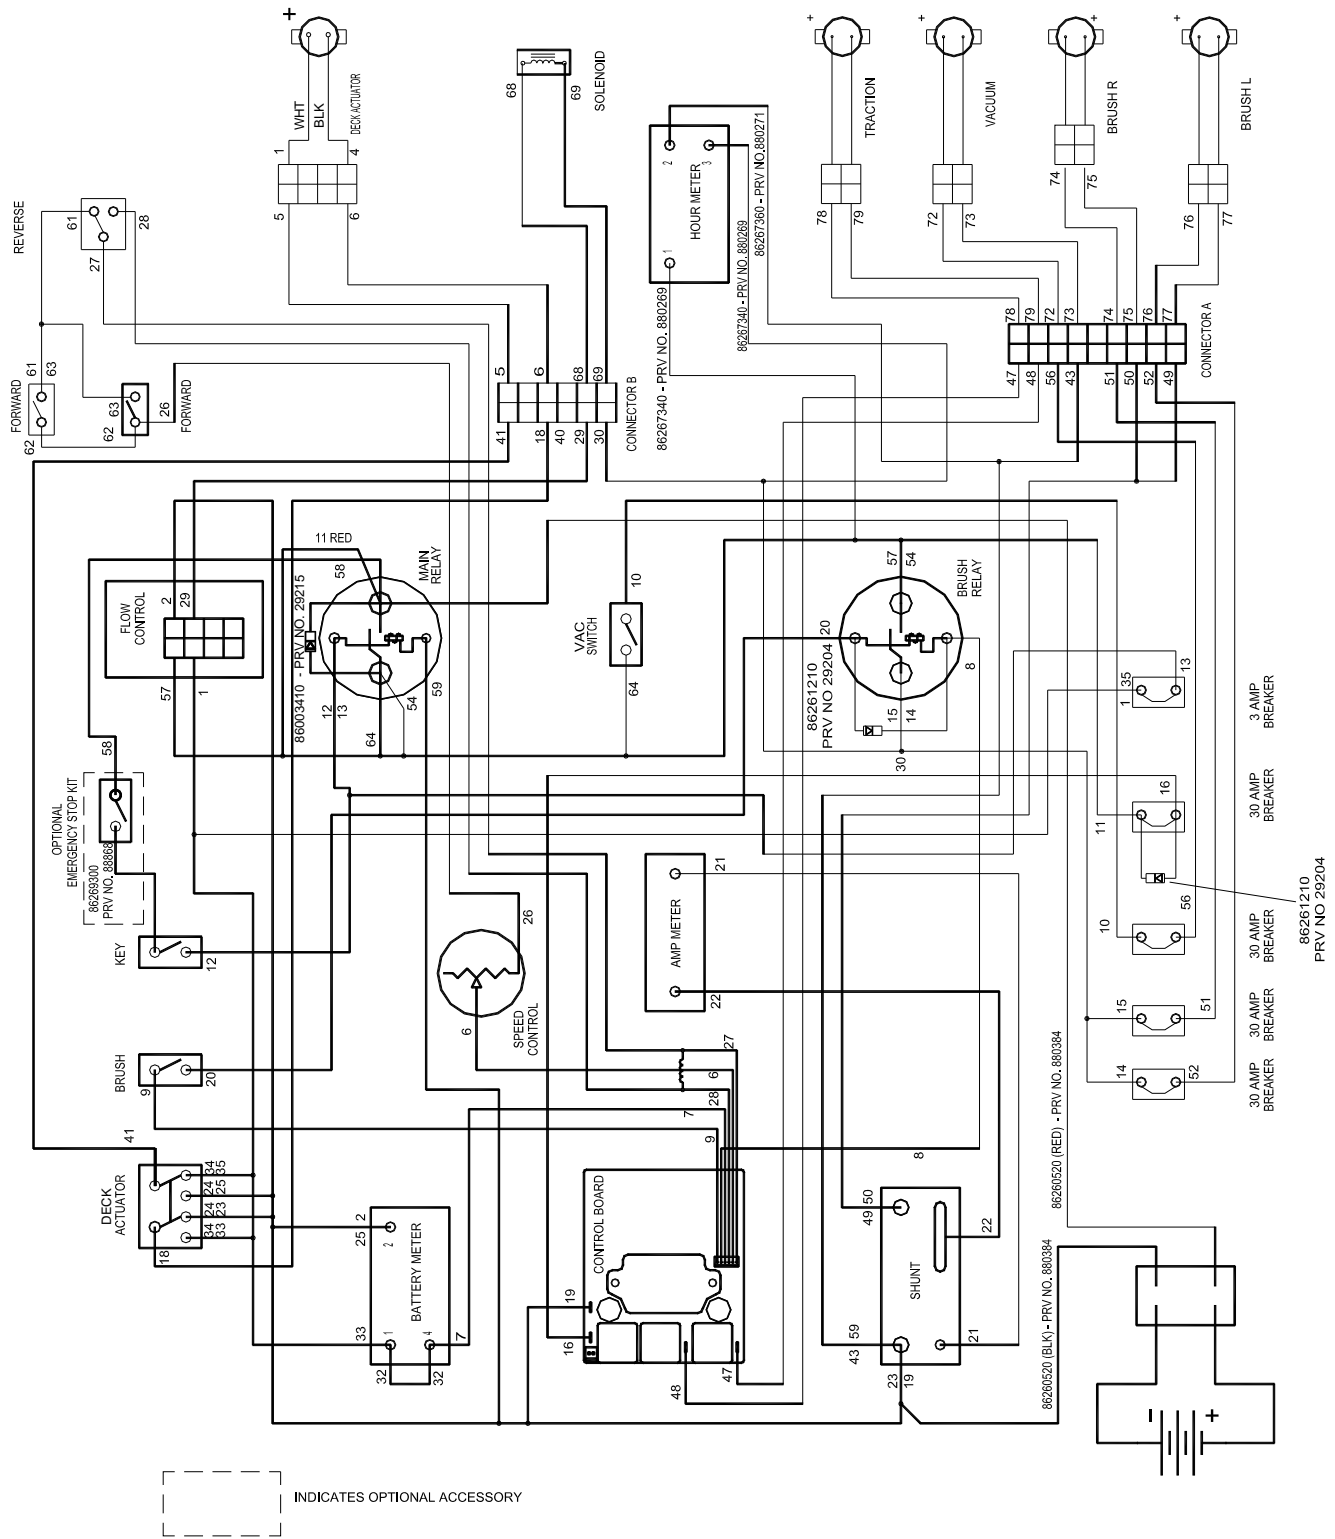 +
WHT
BLK
DECK ACTUATOR
1
4
5
6
68
69
SOLENOID
+
TRACTION
+
VACUUM
+
BRUSH R
+
BRUSH L
REVERSE
61
28
27
FORWARD
61
63
62
63
62
26
FORWARD
2
3
1
HOUR METER
86267340 - PRV NO. 880269
86267340 - PRV NO. 880269
86267360 - PRV NO.880271
78
79
72
73
74
75
76
77
78
79
72
73
74
75
76
77
47
48
56
43
51
50
52
49
CONNECTOR A
5
6
68
69
41
18
40
29
30
CONNECTOR B
2
29
FLOW
CONTROL
57
1
11 RED
58
MAIN
RELAY
86003410 - PRV NO. 29215
12
13
64
54
59
10
VAC
SWITCH
64
57
54
BRUSH
RELAY
20
8
86261210
PRV NO 29204
15
14
30
58
OPTIONAL
EMERGENCY STOP KIT
86269300
PRV NO. 88868
KEY
12
26
6
SPEED
CONTROL
21
AMP METER
22
1
35
13
3 AMP
BREAKER
11
16
30 AMP
BREAKER
86261210
PRV NO 29204
10
56
30 AMP
BREAKER
15
51
30 AMP
BREAKER
14
52
30 AMP
BREAKER
BRUSH
9
20
41
DECK
ACTUATOR
18
34
35
24
25
24
23
34
33
27
6
28
7
9
8
25
2
2
BATTERY METER
33
1
4
7
32
32
CONTROL BOARD
19
16
48
47
49
50
SHUNT
22
43
59
21
23
19
86260520 (RED) - PRV NO. 880384
86260520 (BLK) - PRV NO. 880384
-
+
INDICATES OPTIONAL ACCESSORY